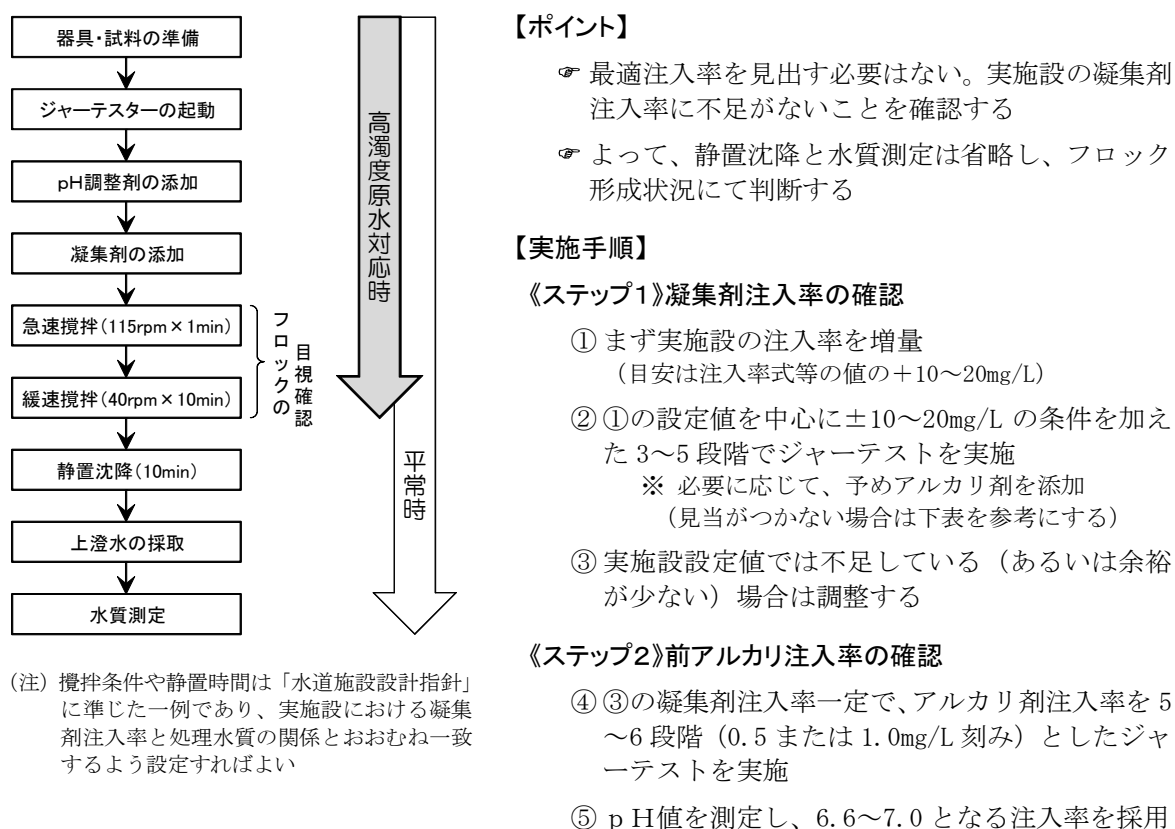 器具・試料の準備
ジャーテスターの起動
pH調整剤の添加
凝集剤の添加
急速攪拌(115rpm×1min)
緩速攪拌(40rpm×10min)
静置沈降(10min)
上澄水の採取
水質測定
フロックの
目視確認
高濁度原水対応時
平常時
(注) 攪拌条件や静置時間は「水道施設設計指針」
に準じた一例であり、実施設における凝集
剤注入率と処理水質の関係とおおむね一致
するよう設定すればよい
【ポイント】
☞ 最適注入率を見出す必要はない。実施設の凝集剤
注入率に不足がないことを確認する
☞ よって、静置沈降と水質測定は省略し、フロック
形成状況にて判断する
【実施手順】
《ステップ1》凝集剤注入率の確認
① まず実施設の注入率を増量
(目安は注入率式等の値の+10～20mg/L)
② ①の設定値を中心に±10～20mg/L の条件を加え
た 3～5 段階でジャーテストを実施
※ 必要に応じて、予めアルカリ剤を添加
(見当がつかない場合は下表を参考にする)
③ 実施設設定値では不足している（あるいは余裕
が少ない）場合は調整する
《ステップ2》前アルカリ注入率の確認
④ ③の凝集剤注入率一定で、アルカリ剤注入率を 5
～6 段階（0.5 または 1.0mg/L 刻み）としたジャ
ーテストを実施
⑤ ｐＨ値を測定し、6.6～7.0 となる注入率を採用